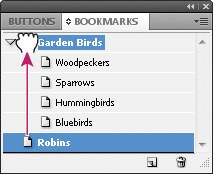 BUTTONS BOOKMARKS
Garden Birds
Woodpeckers
Sparrows
Hummingbirds
Bluebirds
Robins